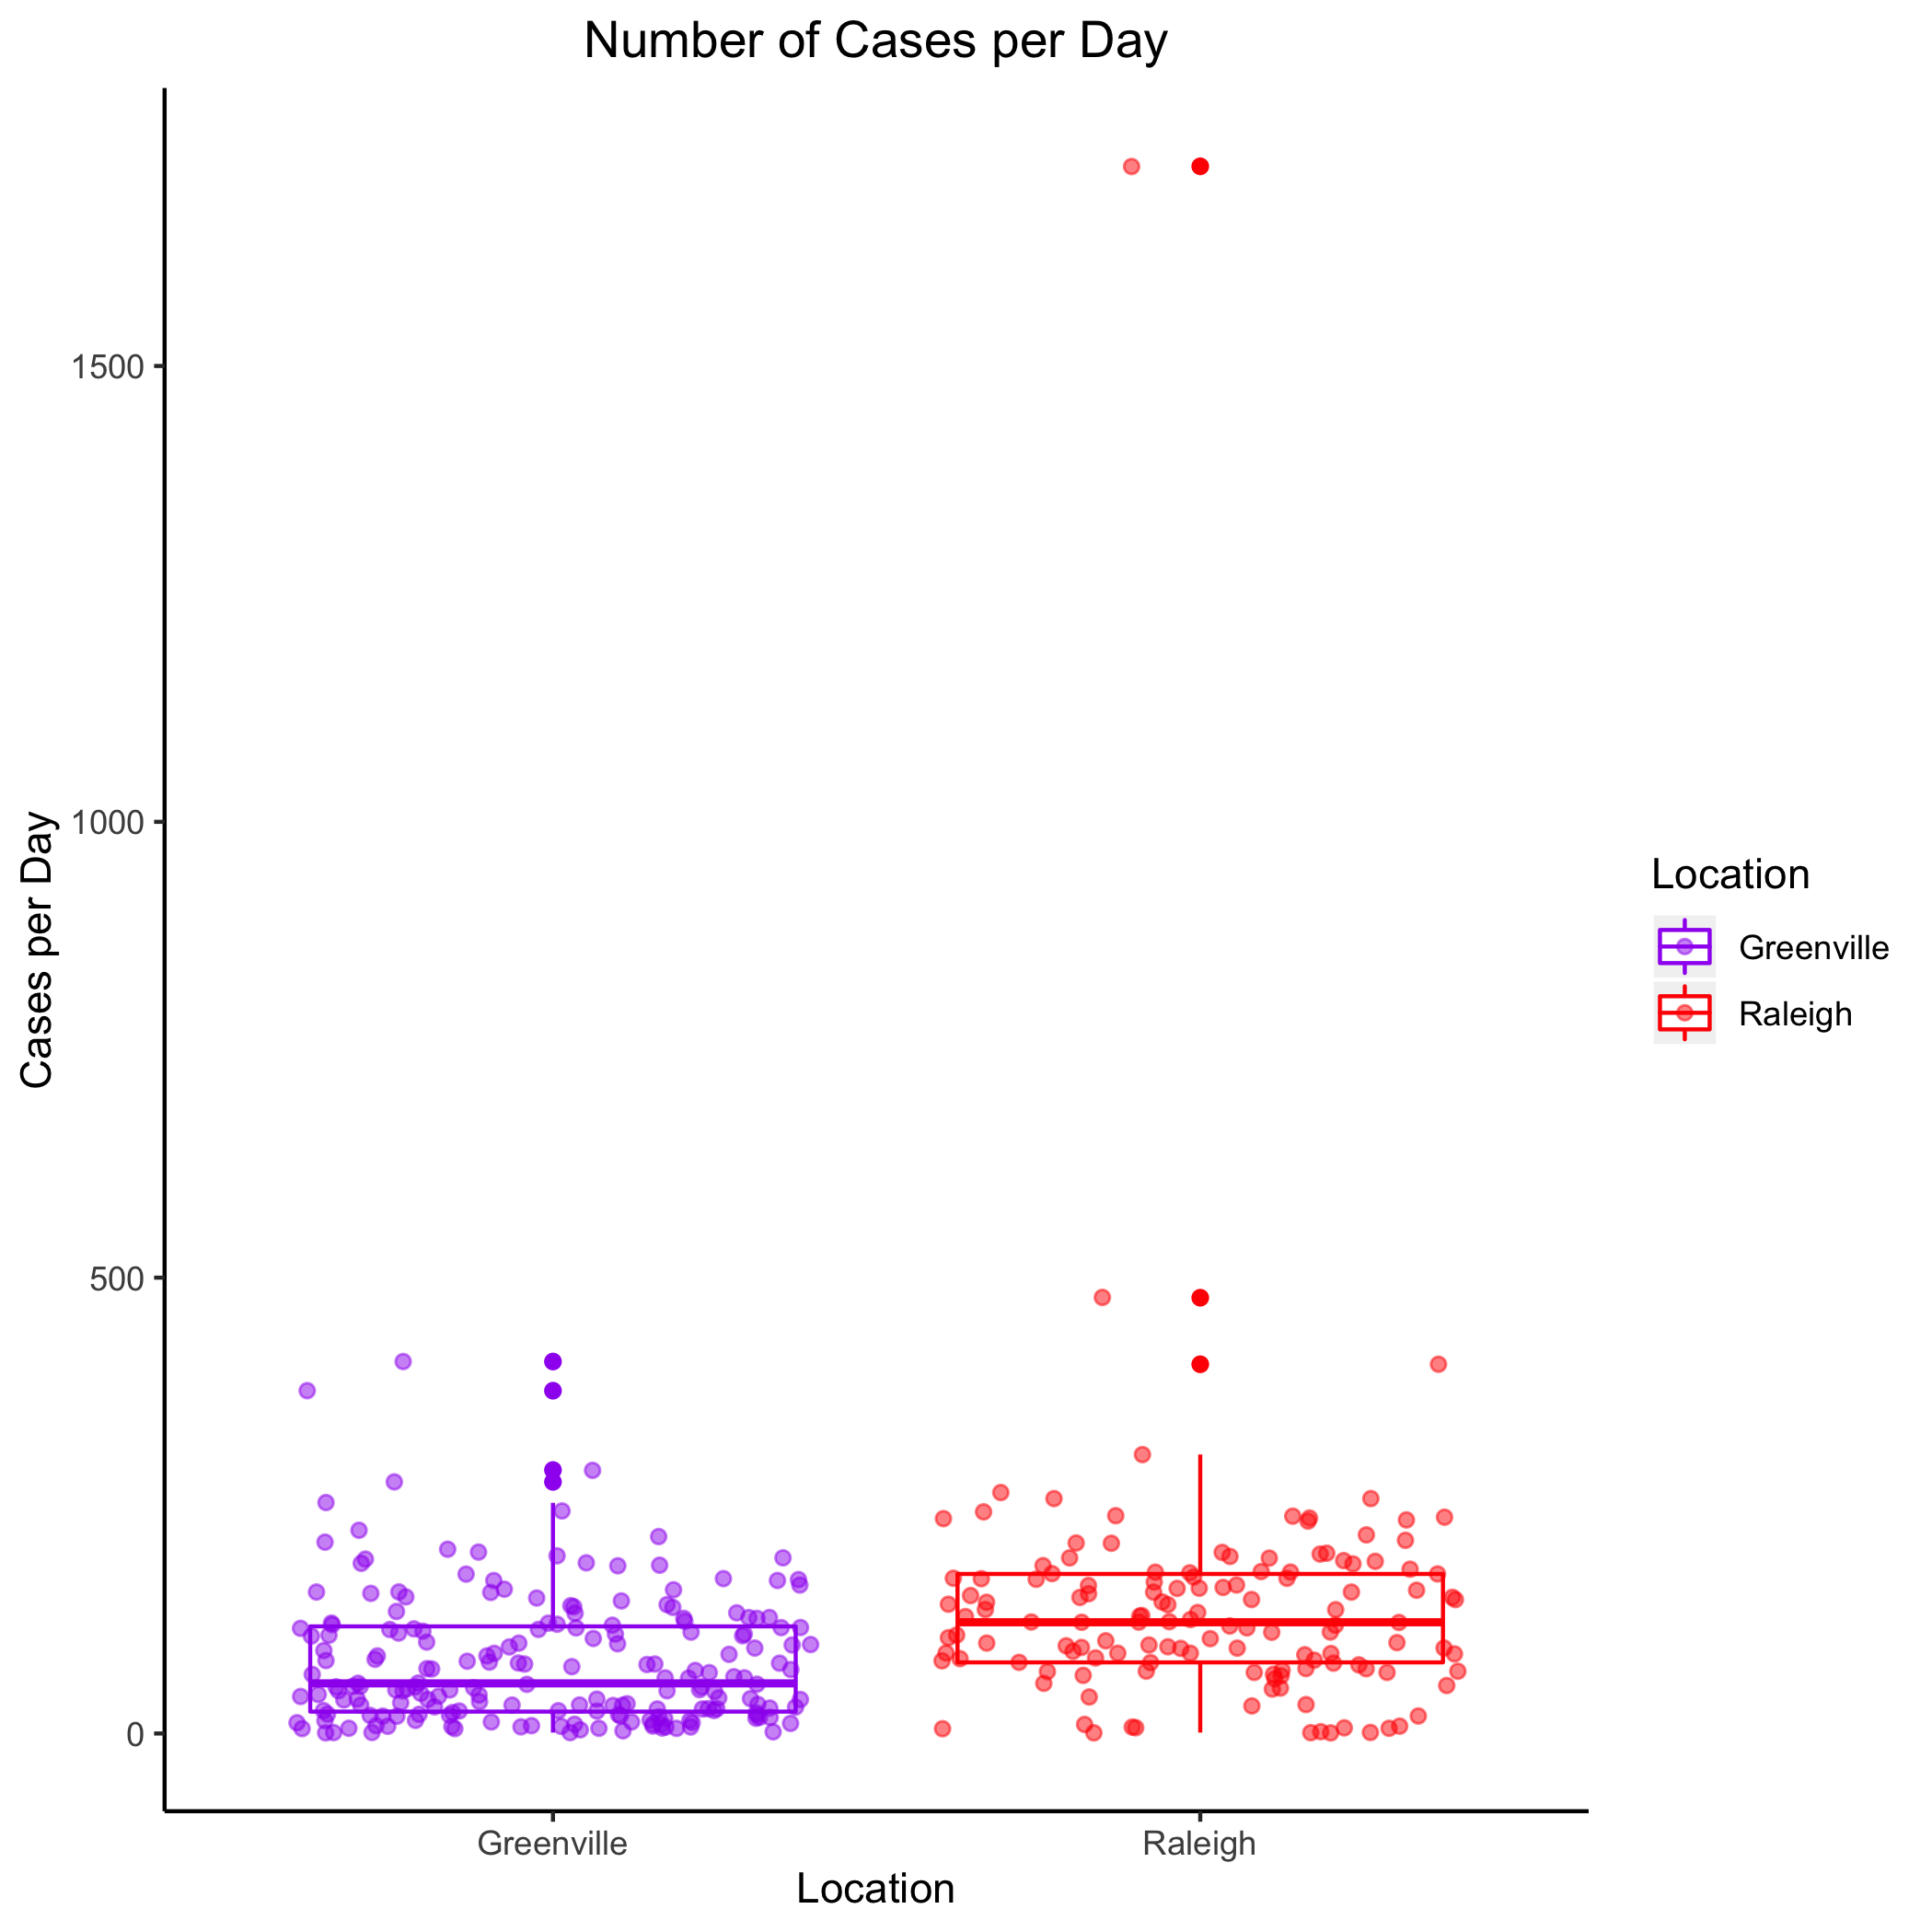 Number of Cases per Day
Cases per Day
1500
1000
500
0
Greenville
Raleigh
Location
Location
Greenville
Raleigh